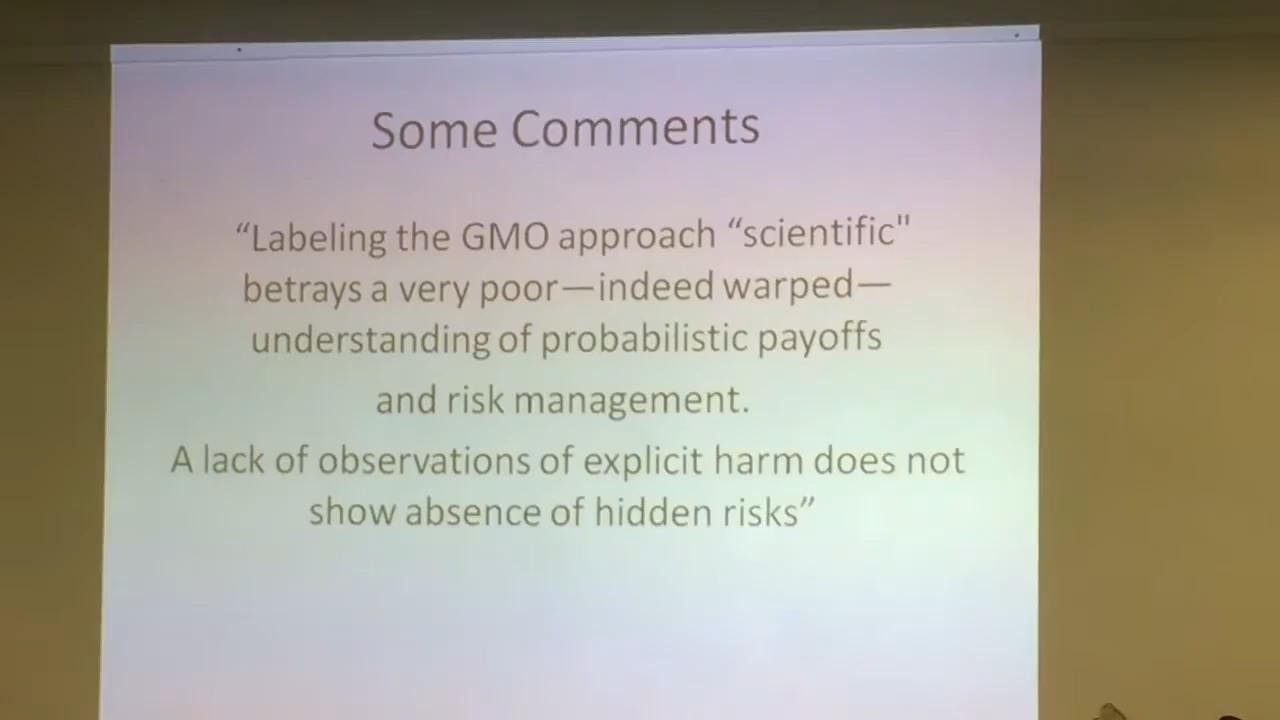 Some Comments
“Labeling the GMO approach “scientific"
betrays a very poor—indeed warped—
understanding of probabilistic payoffs
and risk management.
A lack of observations of explicit harm does not
show absence of hidden risks”